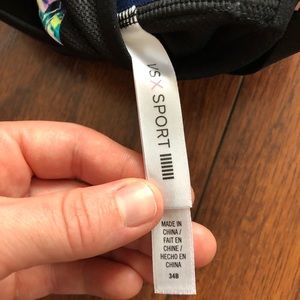 VSX SPORT
MADE IN
CHINA /
FAIT EN
CHINE /
HECHO EN
CHINA
34B